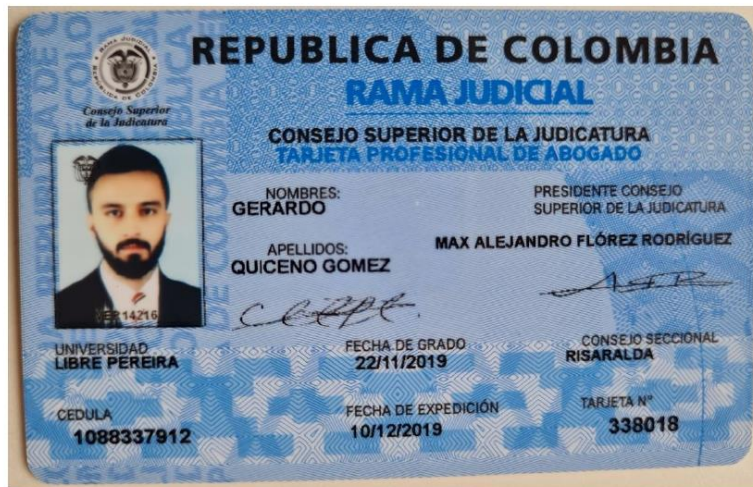 REPUBLICA DE COLOMBIA
RAMA JUDICIAL
Consejo Superior
de la Judicatura
CONSEJO SUPERIOR DE LA JUDICATURA
TARJETA PROFESIONAL DE ABOGADO
NOMBRES:
GERARDO
PRESIDENTE CONSEJO
SUPERIOR DE LA JUDICATURA
APELLIDOS:
QUICENO GOMEZ
MAX ALEJANDRO FLÓREZ RODRÍGUEZ
UNIVERSIDAD
LIBRE PEREIRA
FECHA DE GRADO
22/11/2019
CONSEJO SECCIONAL
RISARALDA
CEDULA
1088337912
FECHA DE EXPEDICIÓN
10/12/2019
TARJETA N°
338018